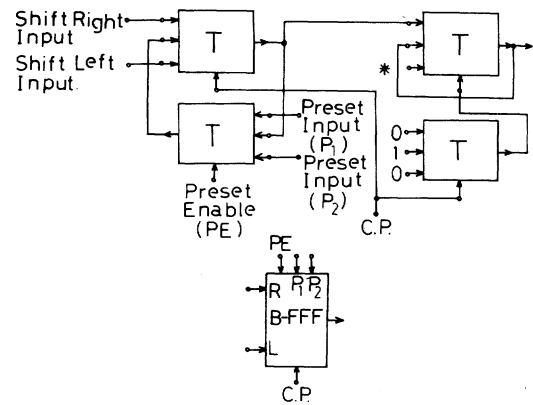 Shift Right
Input
T
Shift Left
Input.
T
*
T
Preset
Input
(P1)
Preset
Input
(P2)
Preset
Enable
(PE)
0
1
0
T
C.P.
PE
R
P1
P2
B-FFF
L
C.P.